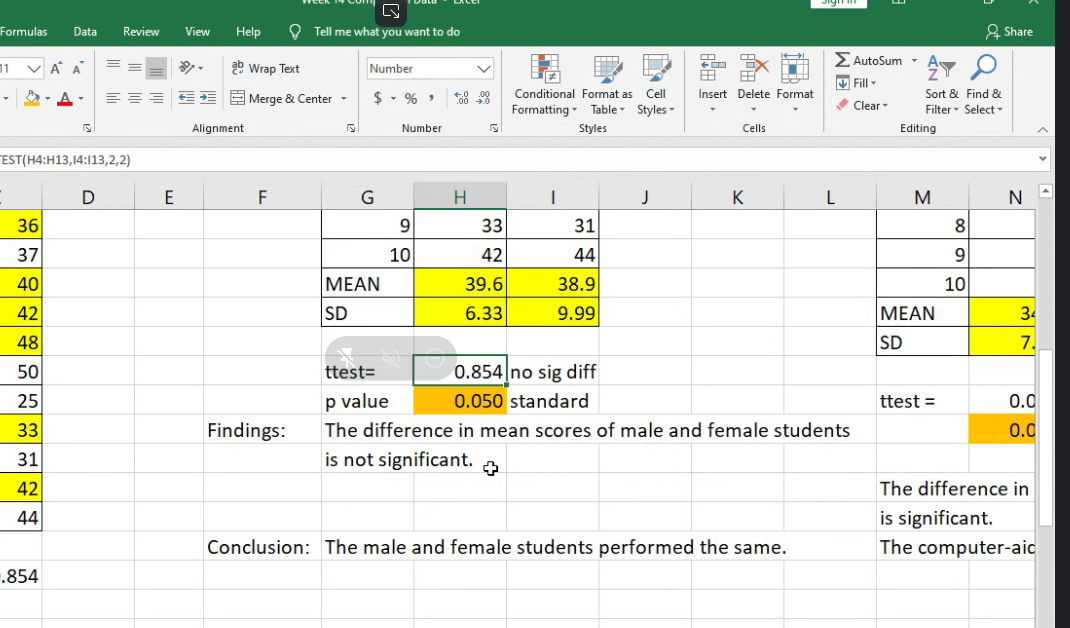 Week 14 Data - Excel
Sign in
Formulas Data Review View Help Tell me what you want to do Share
11 A A ab Wrap Text Number AutoSum
Fill
Merge & Center $ % , Conditional Format as Cell Insert Delete Format Sort & Find &
Formatting Table Styles Clear Filter Select
Alignment Number Styles Cells Editing
EST(H4:H13,I4:I13,2,2)
D E F G H I J K L M N
36 9 33 31 8
37 10 42 44 9
40 MEAN 39.6 38.9 10
42 SD 6.33 9.99 MEAN
48 SD 7.
50 ttest= 0.854 no sig diff
25 p value 0.050 standard ttest = 0.0
33 Findings: The difference in mean scores of male and female students 0.0
31 is not significant.
42 The difference in
44 is significant.
Conclusion: The male and female students performed the same. The computer-aid
.854